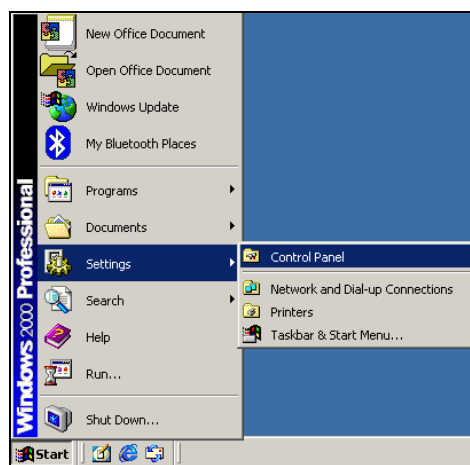 New Office Document
Open Office Document
Windows Update
My Bluetooth Places
Programs
Documents
Settings
Search
Help
Run...
Shut Down...
Control Panel
Network and Dial-up Connections
Printers
Taskbar & Start Menu...
Windows 2000 Professional
Start